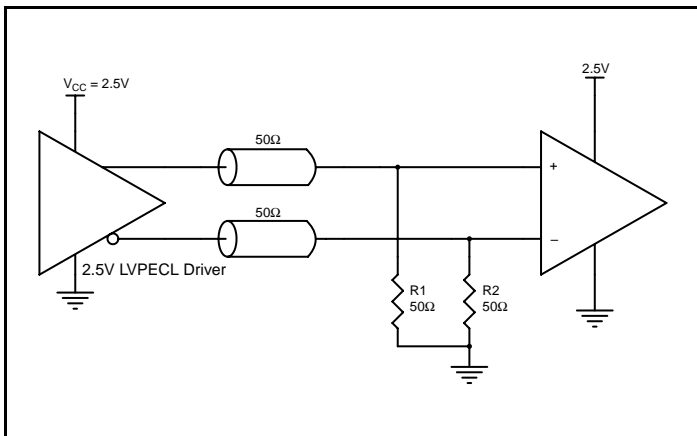 V_CC = 2.5V
2.5V
50Ω
50Ω
+
–
2.5V LVPECL Driver
R1
50Ω
R2
50Ω